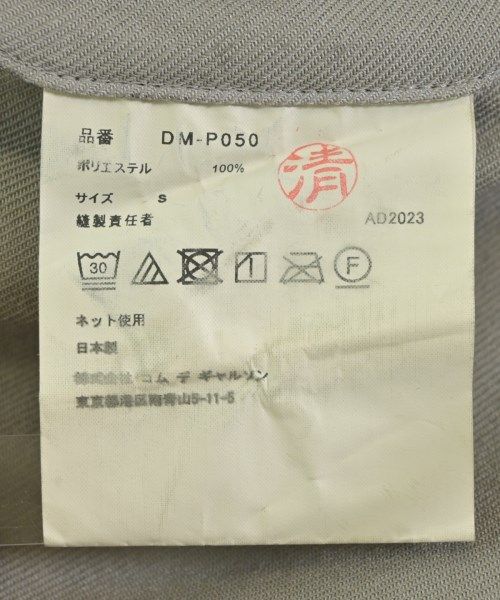 品番 DM-P050
ポリエステル 100%
清
サイズ S
縫製責任者 AD2023
30 F
ネット使用
日本製
株式会社 コム デ ギャルソン
東京都港区南青山5-11-5